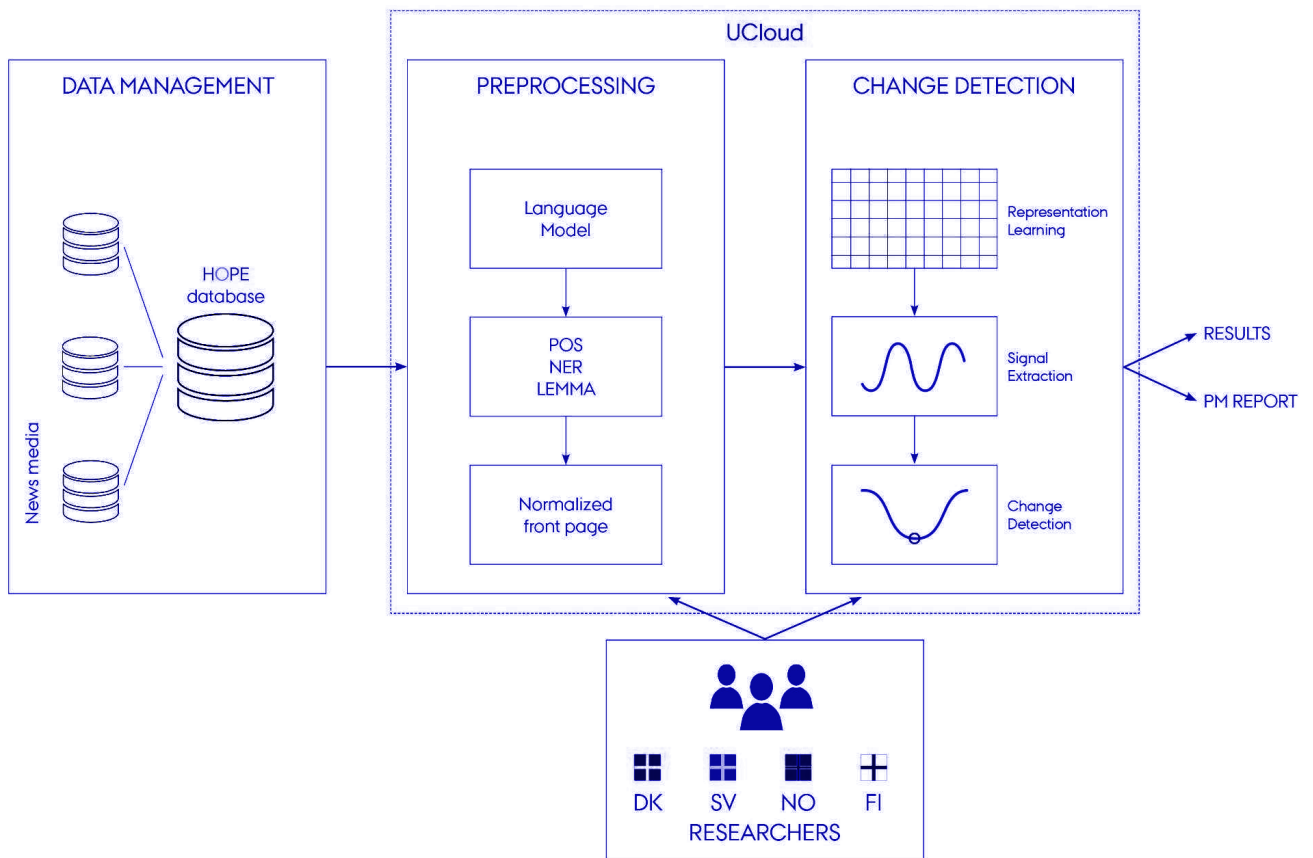 UCloud
DATA MANAGEMENT
News media
HOPE
database
PREPROCESSING
Language
Model
POS
NER
LEMMA
Normalized
front page
CHANGE DETECTION
Representation
Learning
Signal
Extraction
Change
Detection
RESULTS
PM REPORT
DK
SV
NO
FI
RESEARCHERS